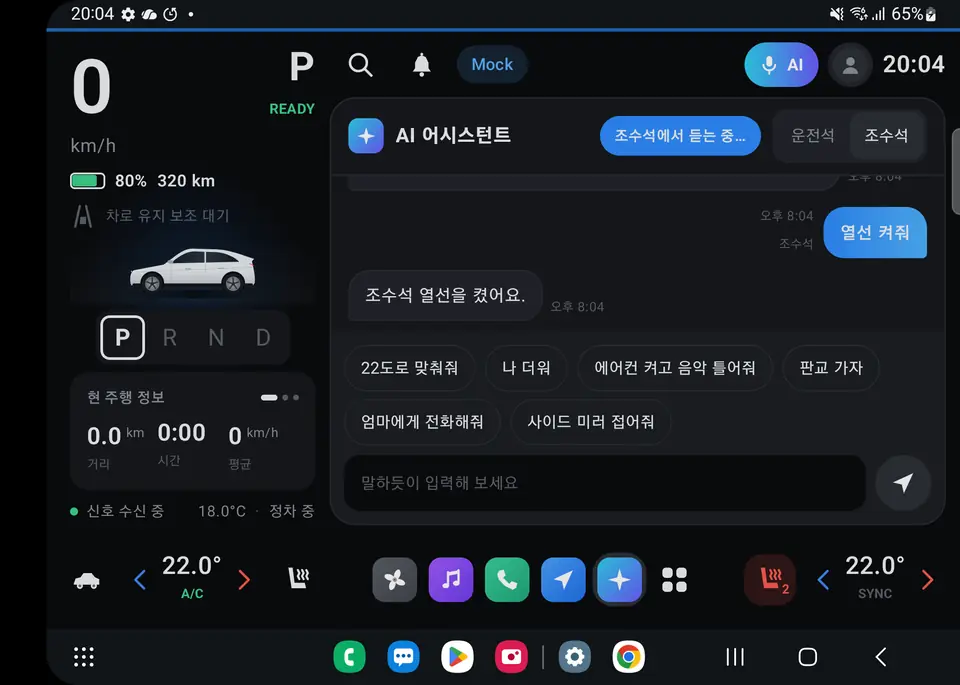 20:04
65%
0
P
READY
km/h
80% 320 km
차로 유지 보조 대기
P R N D
현 주행 정보
0.0 km 0:00 0 km/h
거리 시간 평균
신호 수신 중 18.0°C · 정차 중
Mock
AI
20:04
AI 어시스턴트
조수석에서 듣는 중...
운전석 조수석
오후 8:04
오후 8:04
조수석
열선 켜줘
조수석 열선을 켰어요.
오후 8:04
22도로 맞춰줘 나 더워 에어컨 켜고 음악 틀어줘 판교 가자
엄마에게 전화해줘 사이드 미러 접어줘
말하듯이 입력해 보세요
22.0°
A/C
2
22.0°
SYNC